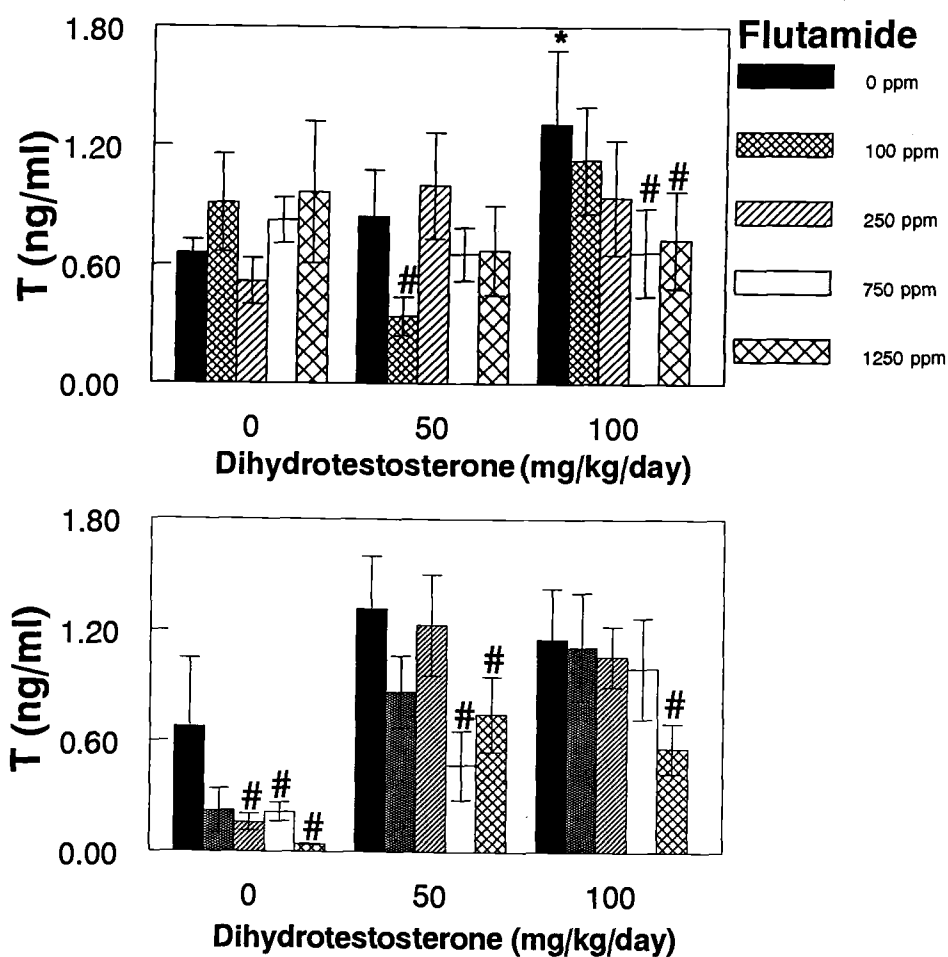 1.80
1.20
0.60
0.00
T (ng/ml)
*
#
#
#
0
50
100
Dihydrotestosterone (mg/kg/day)
Flutamide
0 ppm
100 ppm
250 ppm
750 ppm
1250 ppm
1.80
1.20
0.60
0.00
T (ng/ml)
#
#
#
#
#
#
0
50
100
Dihydrotestosterone (mg/kg/day)